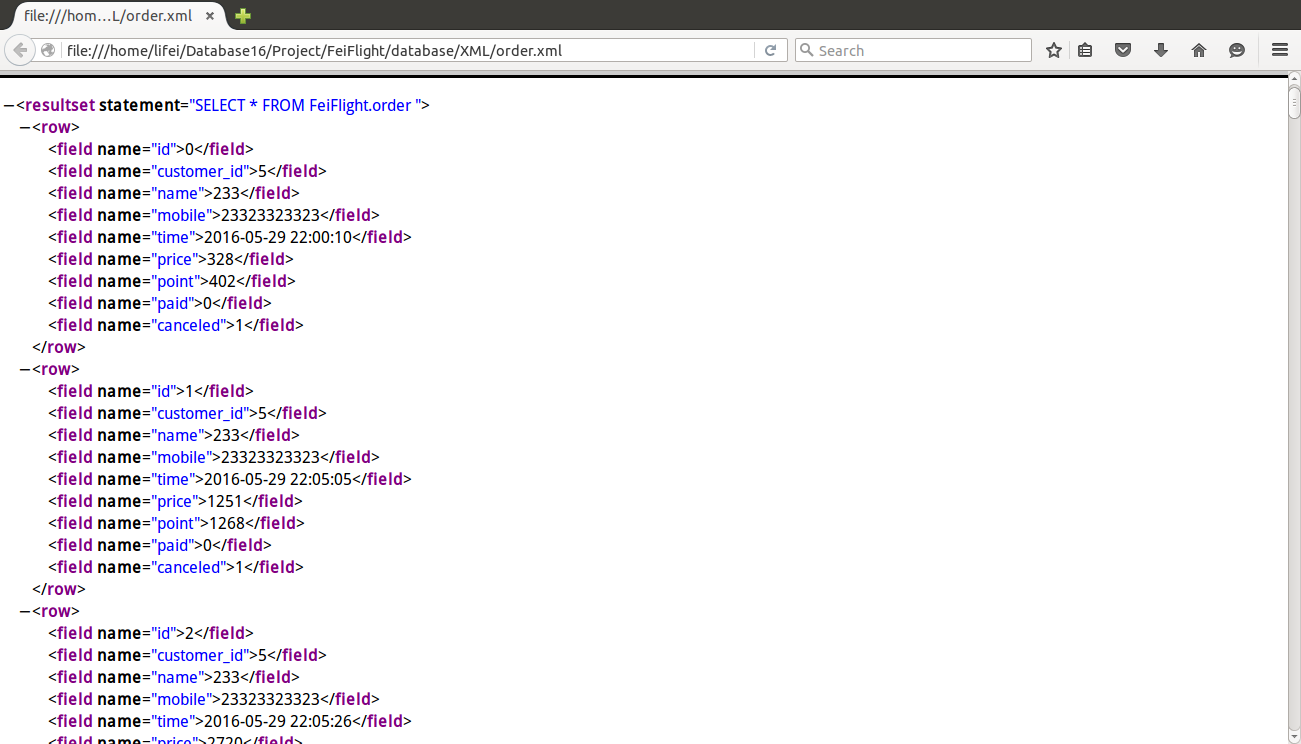 file:///hom...L/order.xml
file:///home/lifei/Database16/Project/FeiFlight/database/XML/order.xml
Search
−<resultset statement="SELECT * FROM FeiFlight.order ">
−<row>
<field name="id">0</field>
<field name="customer_id">5</field>
<field name="name">233</field>
<field name="mobile">23323323323</field>
<field name="time">2016-05-29 22:00:10</field>
<field name="price">328</field>
<field name="point">402</field>
<field name="paid">0</field>
<field name="canceled">1</field>
</row>
−<row>
<field name="id">1</field>
<field name="customer_id">5</field>
<field name="name">233</field>
<field name="mobile">23323323323</field>
<field name="time">2016-05-29 22:05:05</field>
<field name="price">1251</field>
<field name="point">1268</field>
<field name="paid">0</field>
<field name="canceled">1</field>
</row>
−<row>
<field name="id">2</field>
<field name="customer_id">5</field>
<field name="name">233</field>
<field name="mobile">23323323323</field>
<field name="time">2016-05-29 22:05:26</field>
<field name="price">2720</field>